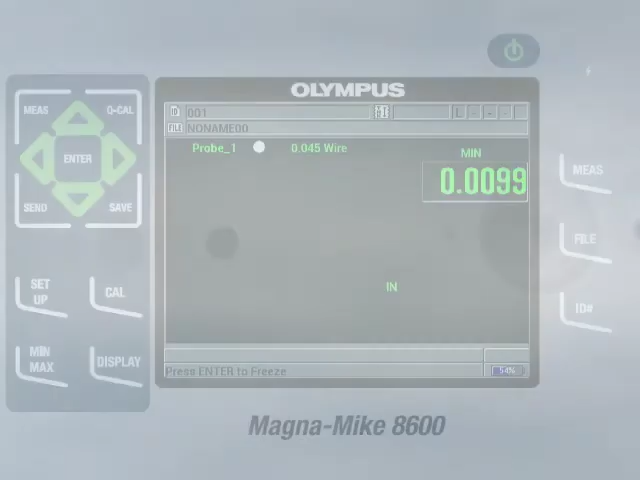 OLYMPUS
ID 001
FILE NONAME00
Probe_1 0.045 Wire
MIN
0.0099
IN
Press ENTER to Freeze
54%
MEAS
Q-CAL
ENTER
SEND
SAVE
SET UP
CAL
MIN MAX
DISPLAY
MEAS
FILE
ID#
Magna-Mike 8600